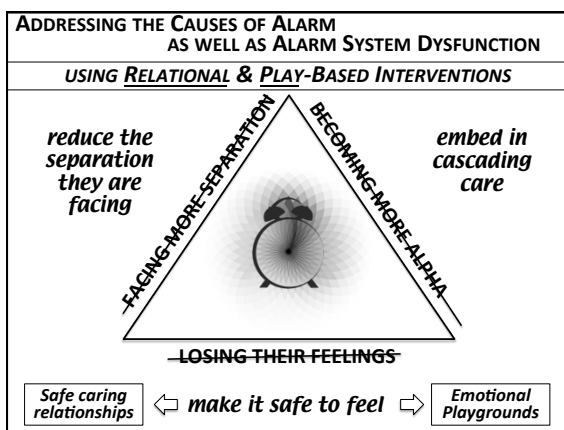 ADDRESSING THE CAUSES OF ALARM
AS WELL AS ALARM SYSTEM DYSFUNCTION
USING RELATIONAL & PLAY-BASED INTERVENTIONS
reduce the
separation
they are
facing
FACING MORE SEPARATION
BECOMING MORE ALPHA
embed in
cascading
care
LOSING THEIR FEELINGS
Safe caring
relationships
make it safe to feel
Emotional
Playgrounds